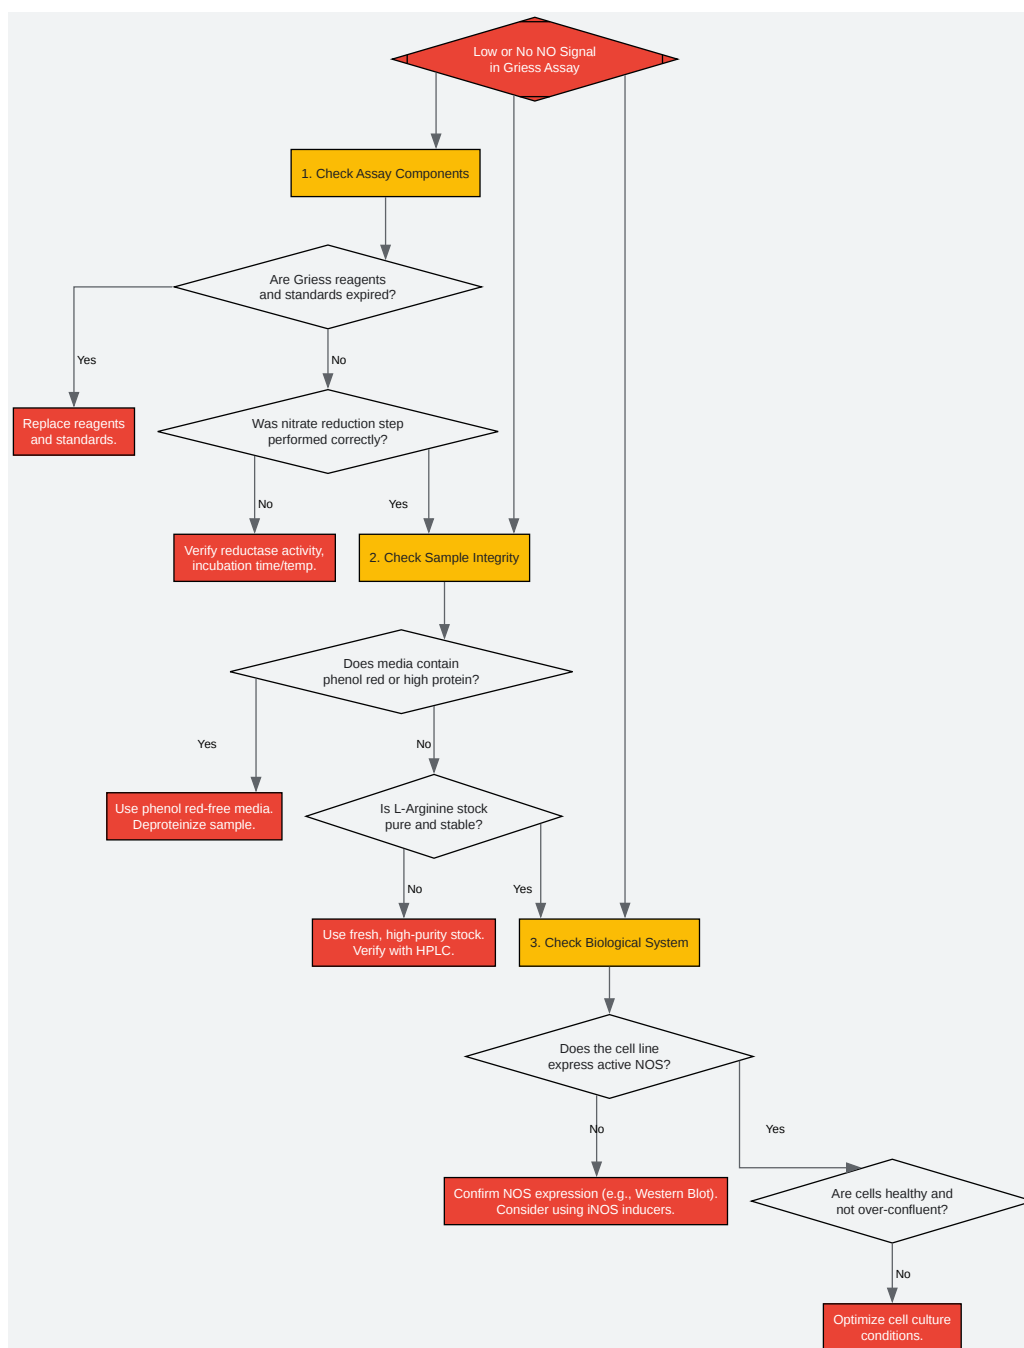 Low or No NO Signal
in Griess Assay
1. Check Assay Components
Are Griess reagents
and standards expired?
Yes
No
Replace reagents
and standards.
Was nitrate reduction step
performed correctly?
No
Yes
Verify reductase activity,
incubation time/temp.
2. Check Sample Integrity
Does media contain
phenol red or high protein?
Yes
No
Use phenol red-free media.
Deproteinize sample.
Is L-Arginine stock
pure and stable?
No
Yes
Use fresh, high-purity stock.
Verify with HPLC.
3. Check Biological System
Does the cell line
express active NOS?
No
Yes
Confirm NOS expression (e.g., Western Blot).
Consider using iNOS inducers.
Are cells healthy and
not over-confluent?
No
Optimize cell culture
conditions.